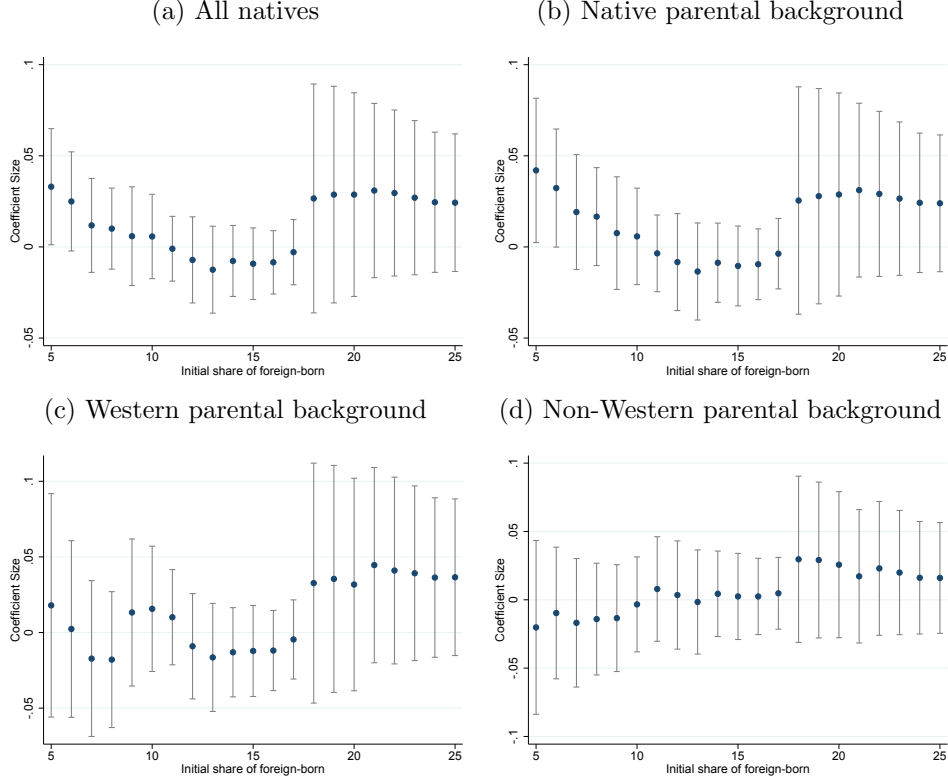 (a) All natives
(b) Native parental background
.1
.05
0
-.05
Coefficient Size
5 10 15 20 25
Initial share of foreign-born
.1
.05
0
-.05
Coefficient Size
5 10 15 20 25
Initial share of foreign-born
(c) Western parental background
(d) Non-Western parental background
.1
.05
0
-.05
Coefficient Size
5 10 15 20 25
Initial share of foreign-born
.1
.05
0
-.05
-.1
Coefficient Size
5 10 15 20 25
Initial share of foreign-born